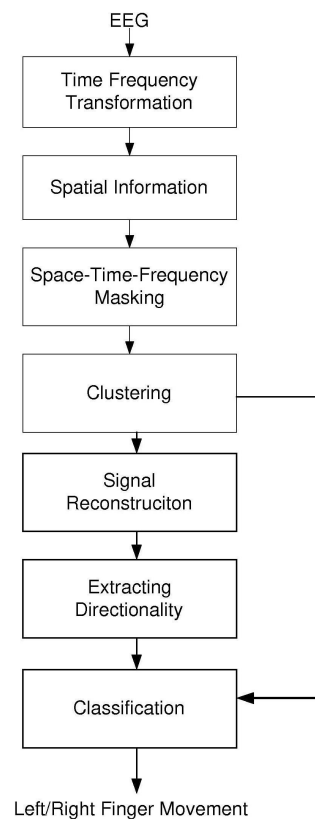 EEG
Time Frequency
Transformation
Spatial Information
Space-Time-Frequency
Masking
Clustering
Signal
Reconstruciton
Extracting
Directionality
Classification
Left/Right Finger Movement